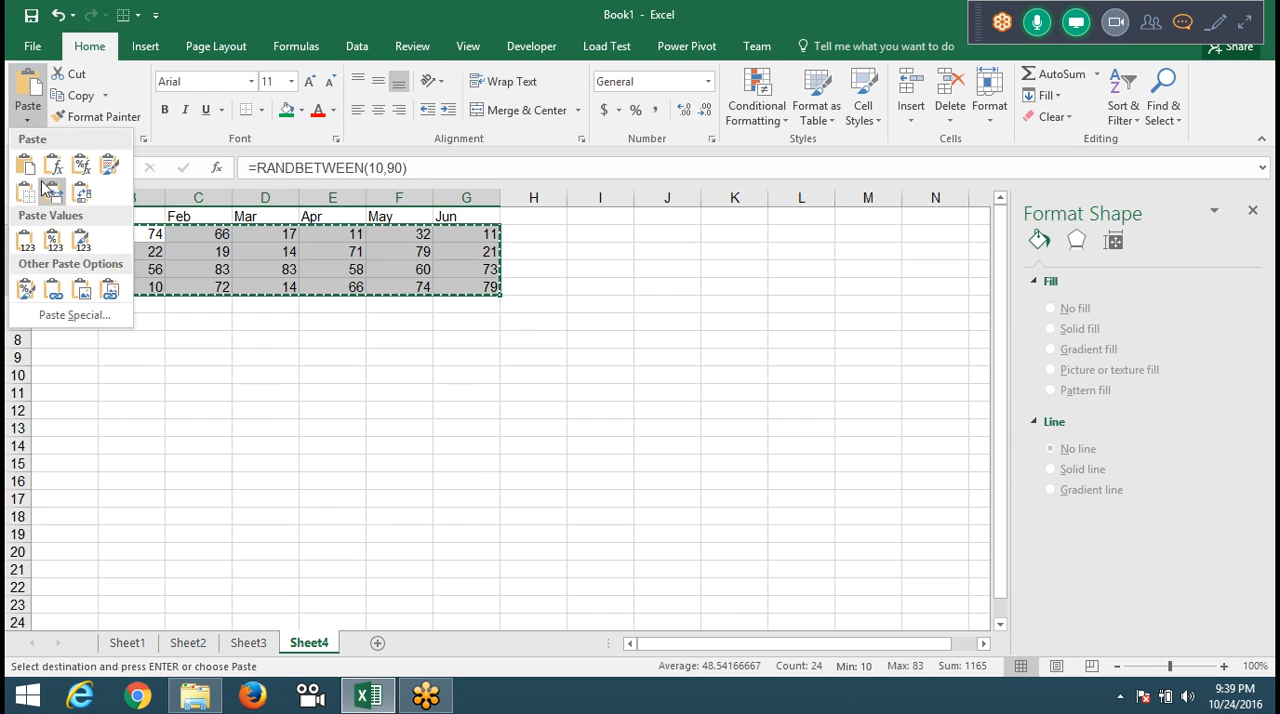 Book1 - Excel
File Home Insert Page Layout Formulas Data Review View Developer Load Test Power Pivot Team Tell me what you want to do Share
Paste Cut Copy Format Painter
Arial 11 B I U A
Wrap Text
Merge & Center
General
$ % ,
Conditional Formatting Format as Table Cell Styles
Insert Delete Format
AutoSum Fill Clear
Sort & Filter Find & Select
Font Alignment Number Styles Cells Editing
fx =RANDBETWEEN(10,90)
Paste
Paste Values
123 123 123
Other Paste Options
Paste Special...
C D E F G H I J K L M N
Feb Mar Apr May Jun
74 66 17 11 32 11
22 19 14 71 79 21
56 83 83 58 60 73
10 72 14 66 74 79
8
9
10
11
12
13
14
15
16
17
18
19
20
21
22
23
24
Format Shape
Fill
No fill
Solid fill
Gradient fill
Picture or texture fill
Pattern fill
Line
No line
Solid line
Gradient line
Sheet1 Sheet2 Sheet3 Sheet4
Select destination and press ENTER or choose Paste
Average: 48.54166667 Count: 24 Min: 10 Max: 83 Sum: 1165 100%
9:39 PM
10/24/2016